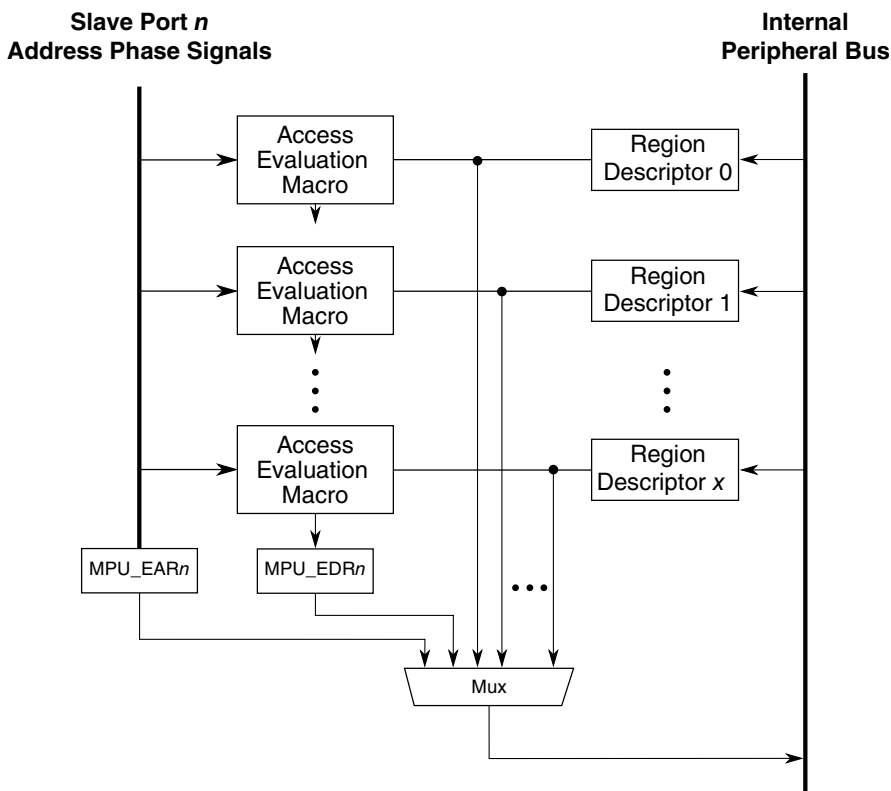 Slave Port n
Address Phase Signals
Internal
Peripheral Bus
Access
Evaluation
Macro
Region
Descriptor 0
Access
Evaluation
Macro
Region
Descriptor 1
Access
Evaluation
Macro
Region
Descriptor x
MPU_EARn
MPU_EDRn
Mux